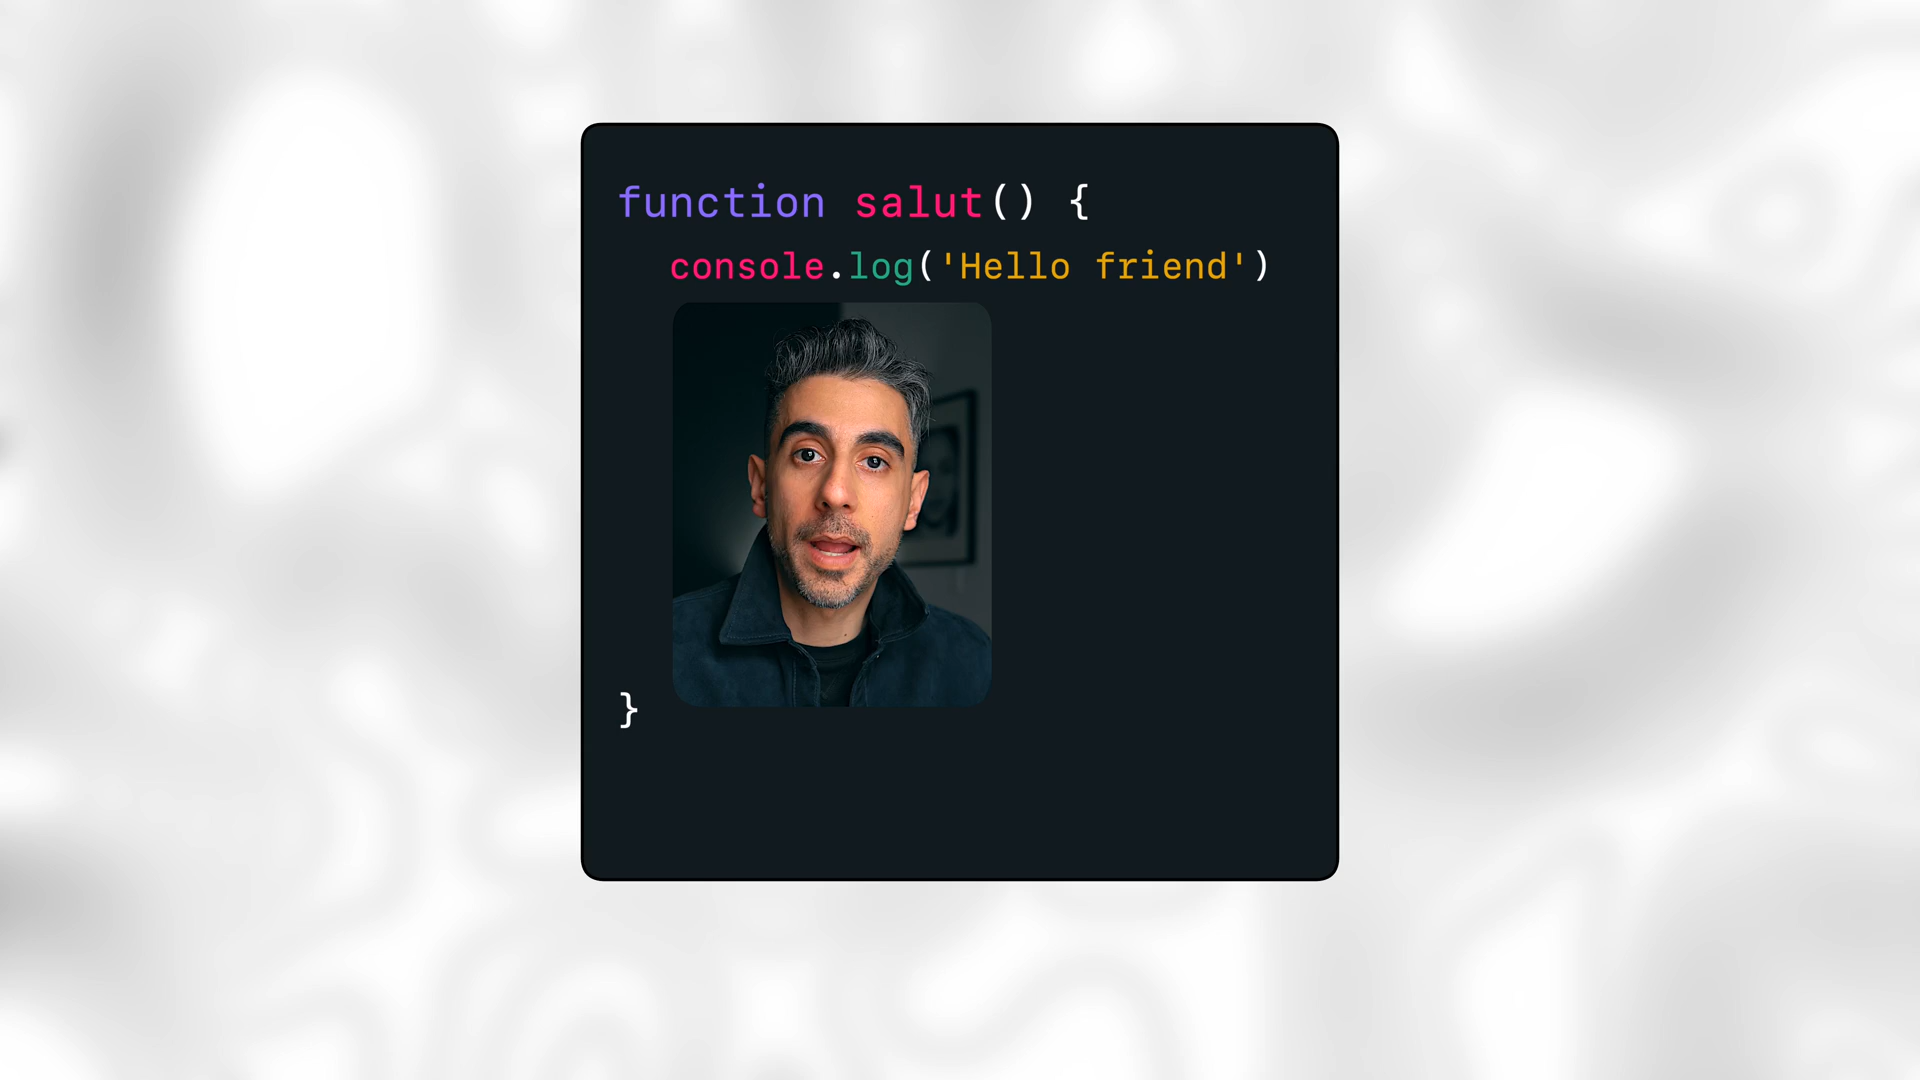 function salut() {
console.log('Hello friend')
}